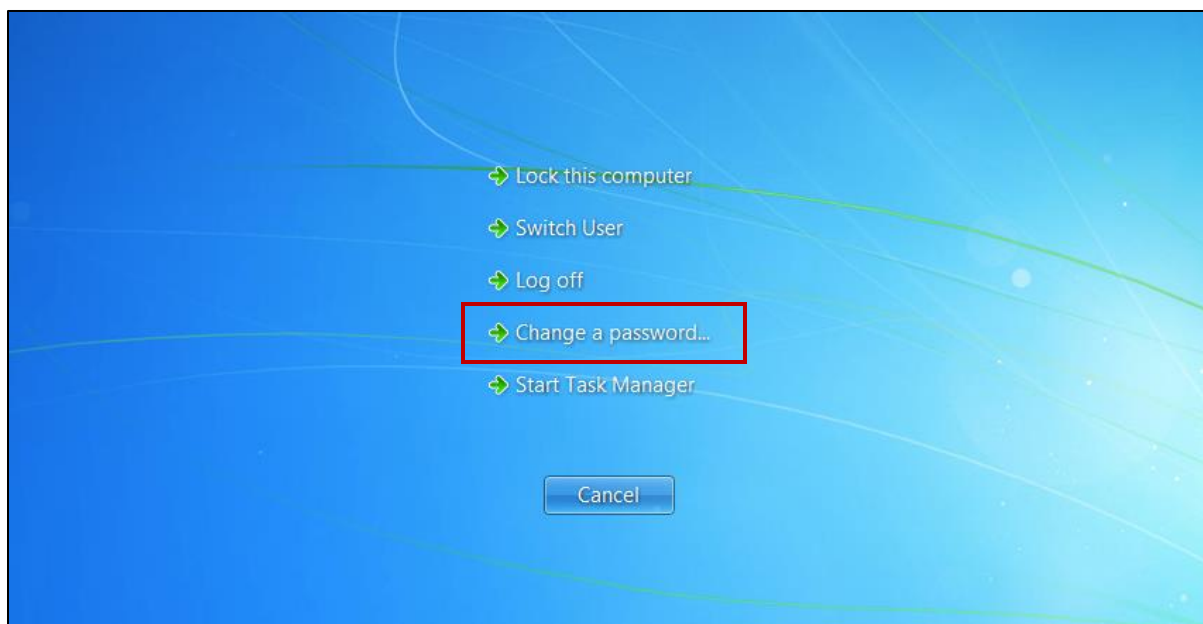 Lock this computer
Switch User
Log off
Change a password...
Start Task Manager
Cancel